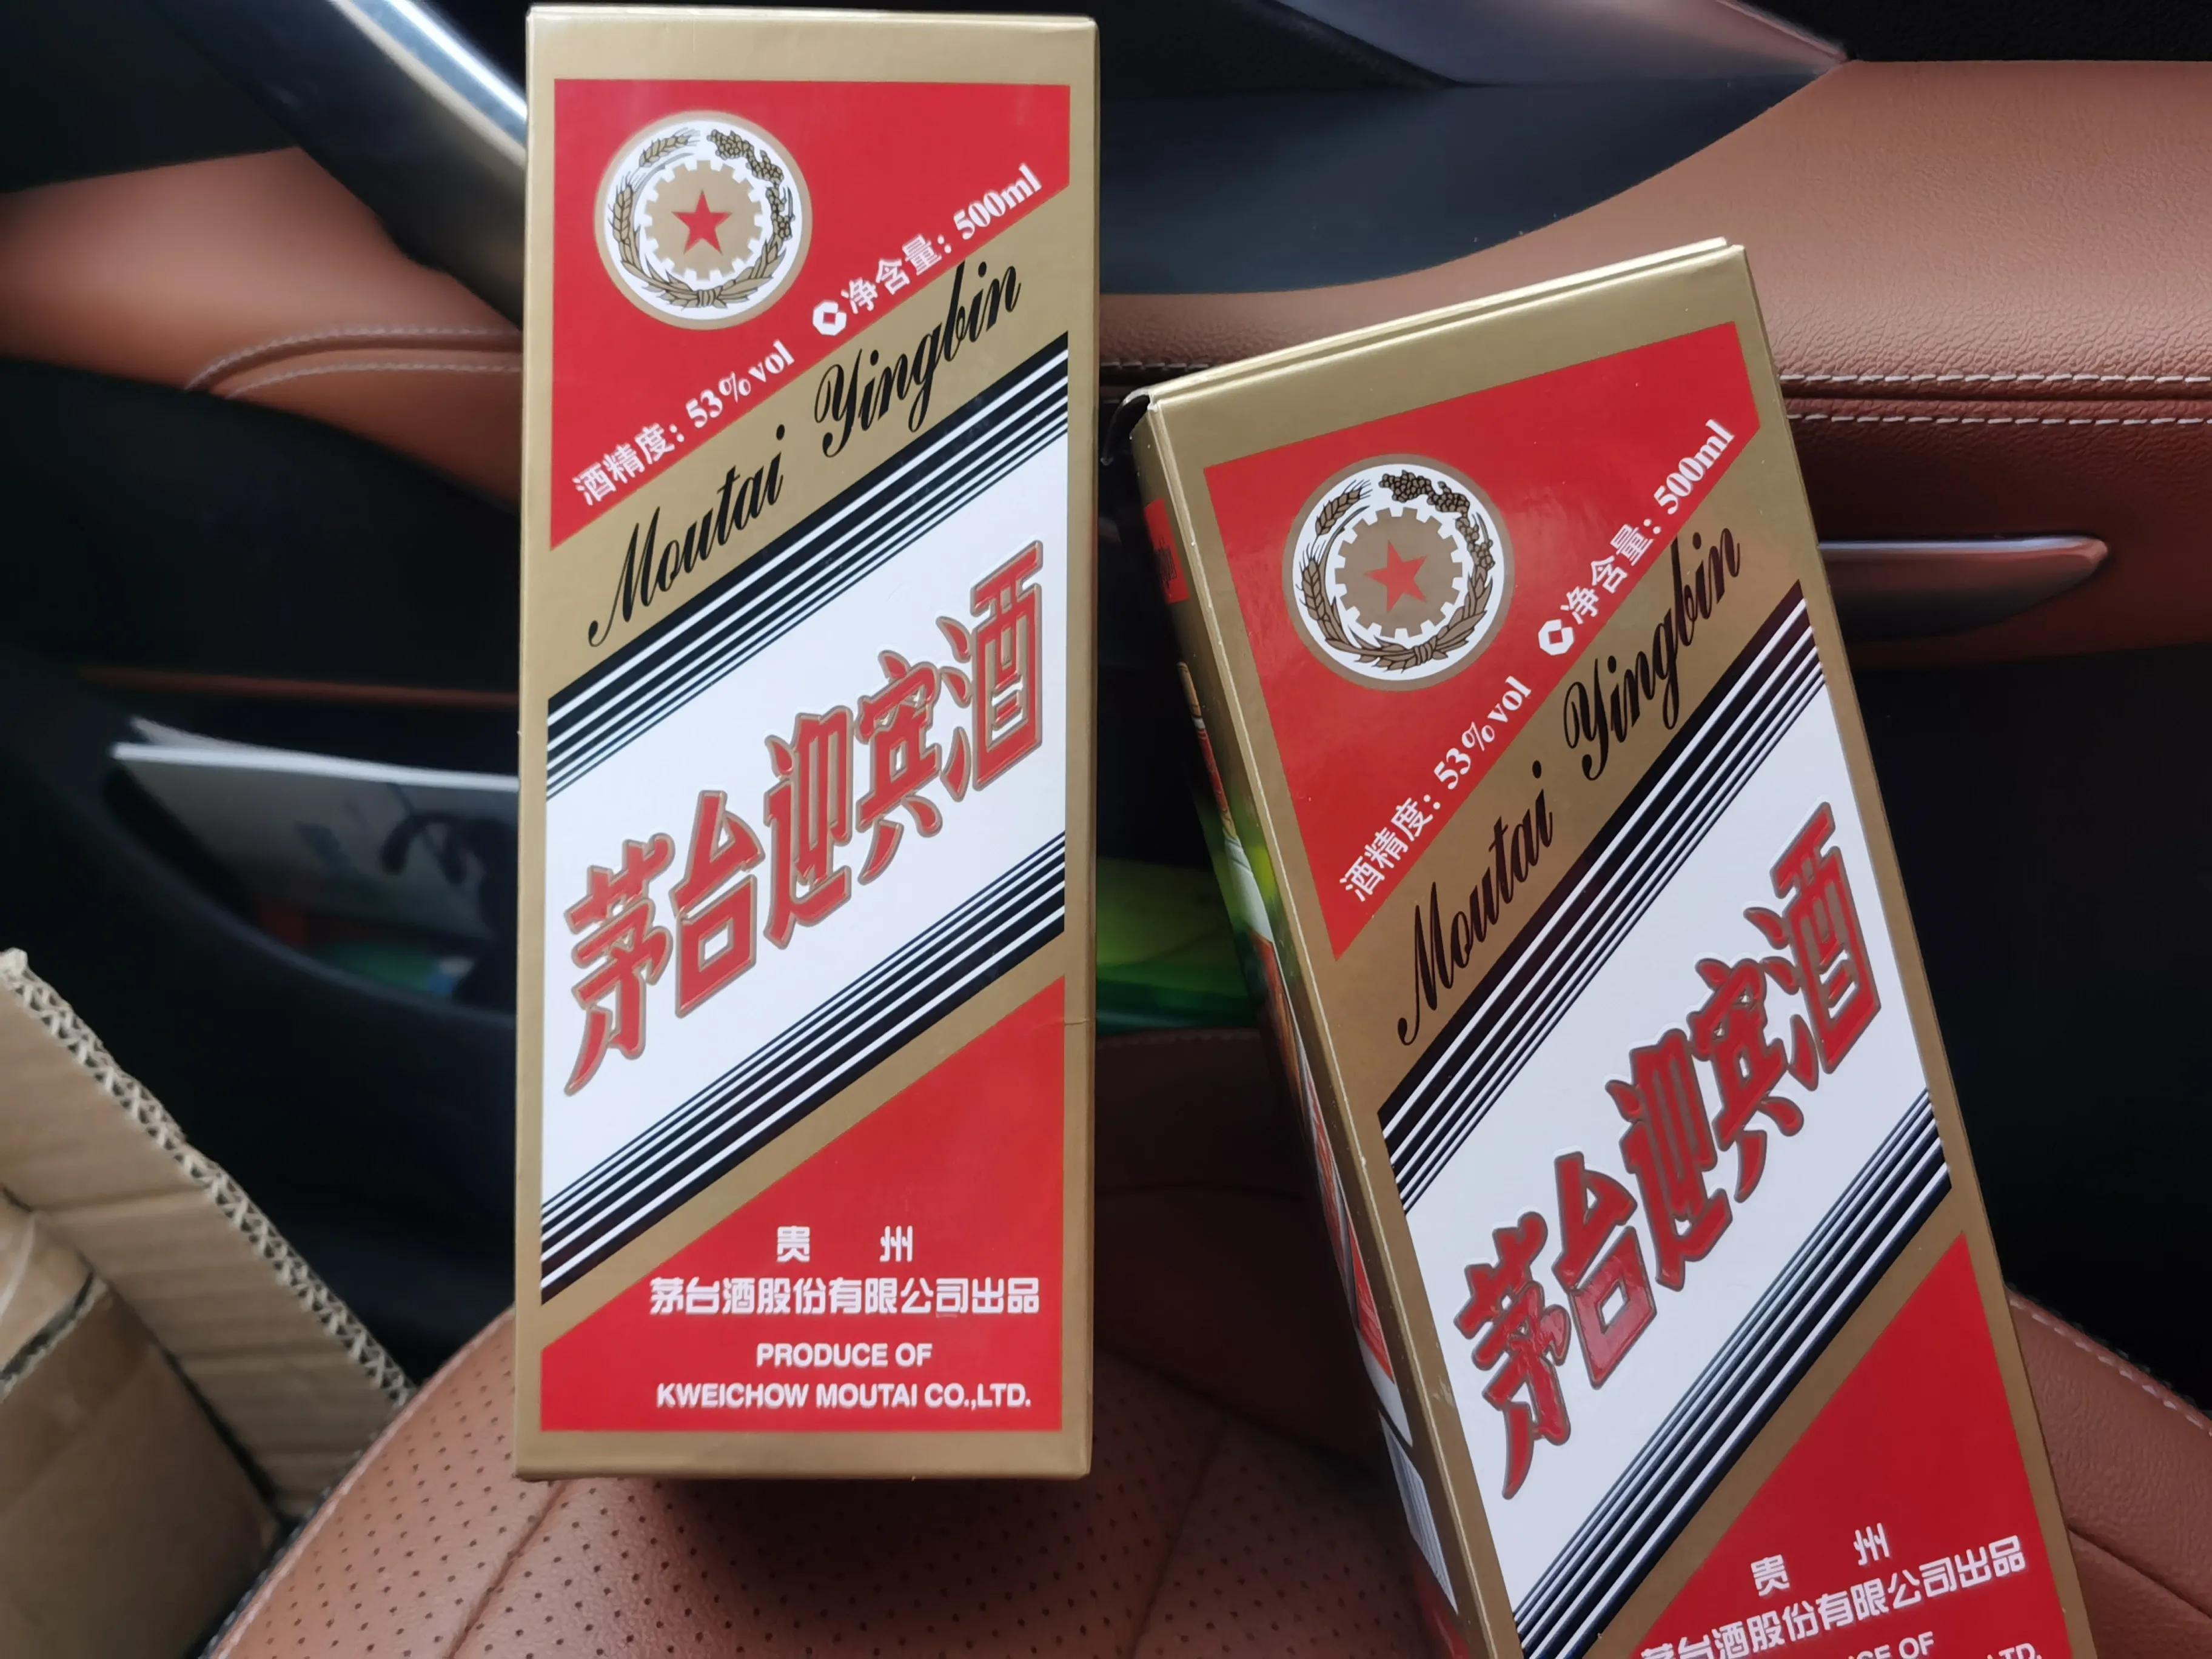 酒精度：53%vol 净含量：500ml
Moutai Yingbin
茅台迎宾酒
贵 州
茅台酒股份有限公司出品
PRODUCE OF
KWEICHOW MOUTAI CO.,LTD.
酒精度：53%vol 净含量：500ml
Moutai Yingbin
茅台迎宾酒
贵 州
茅台酒股份有限公司出品
CE OF
LTD.